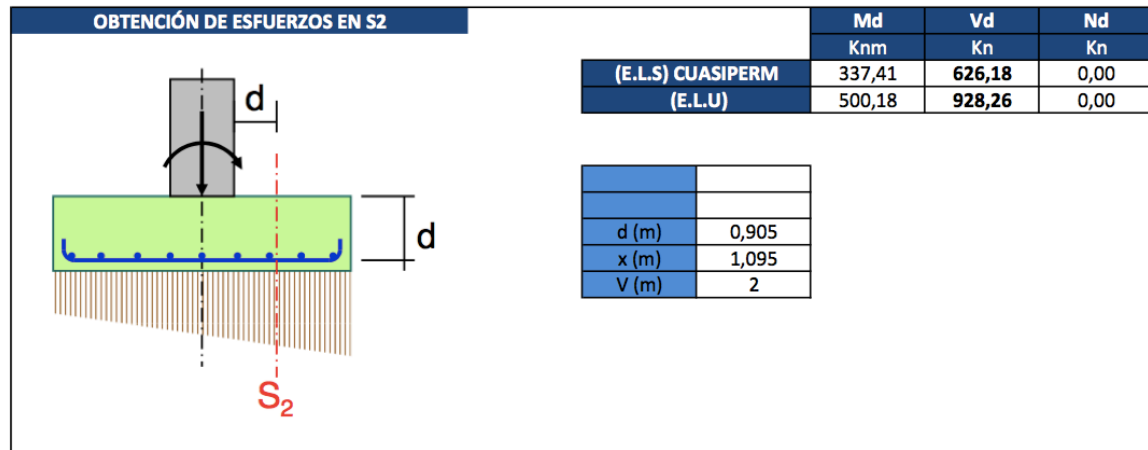 OBTENCIÓN DE ESFUERZOS EN S2
Md Vd Nd
Knm Kn Kn
(E.L.S) CUASIPERM 337,41 626,18 0,00
(E.L.U) 500,18 928,26 0,00
d
d
S2
d (m) 0,905
x (m) 1,095
V (m) 2